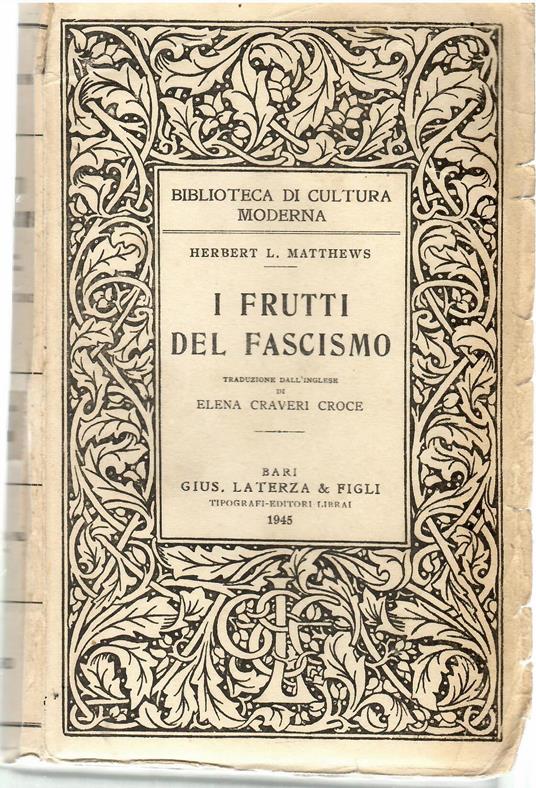 BIBLIOTECA DI CULTURA
MODERNA
HERBERT L. MATTHEWS
I FRUTTI
DEL FASCISMO
TRADUZIONE DALL'INGLESE
DI
ELENA CRAVERI CROCE
BARI
GIUS. LATERZA & FIGLI
TIPOGRAFI-EDITORI LIBRAI
1945